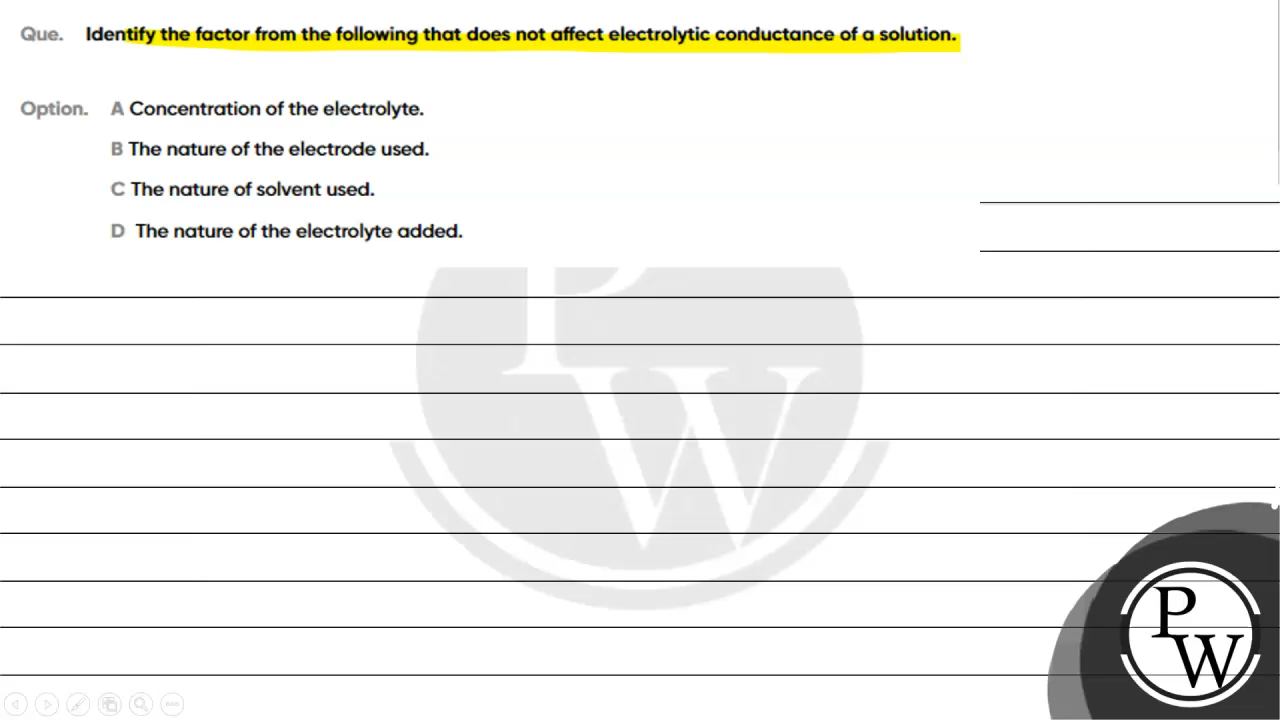 Que. Identify the factor from the following that does not affect electrolytic conductance of a solution.
Option. A Concentration of the electrolyte.
B The nature of the electrode used.
C The nature of solvent used.
D The nature of the electrolyte added.
P
W
P
W